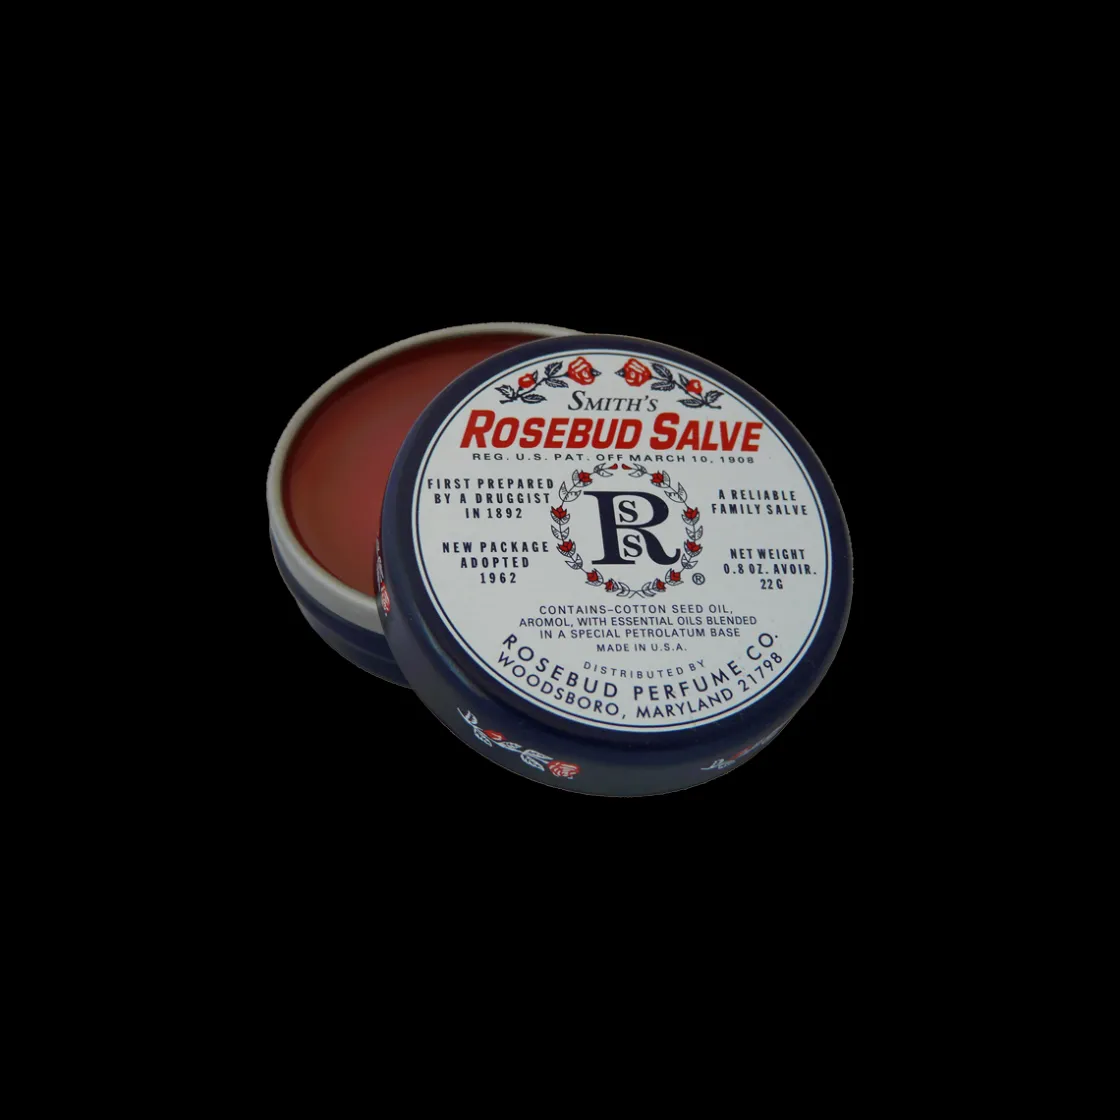 SMITH'S
ROSEBUD SALVE
REG. U.S. PAT. OFF MARCH 10, 1908
FIRST PREPARED
BY A DRUGGIST
IN 1892
NEW PACKAGE
ADOPTED
1962
RSS
®
A RELIABLE
FAMILY SALVE
NET WEIGHT
0.8 OZ. AVOIR.
22G
CONTAINS-COTTON SEED OIL,
AROMOL, WITH ESSENTIAL OILS BLENDED
IN A SPECIAL PETROLATUM BASE
MADE IN U.S.A.
DISTRIBUTED BY
ROSEBUD PERFUME CO.
WOODSBORO, MARYLAND 21798